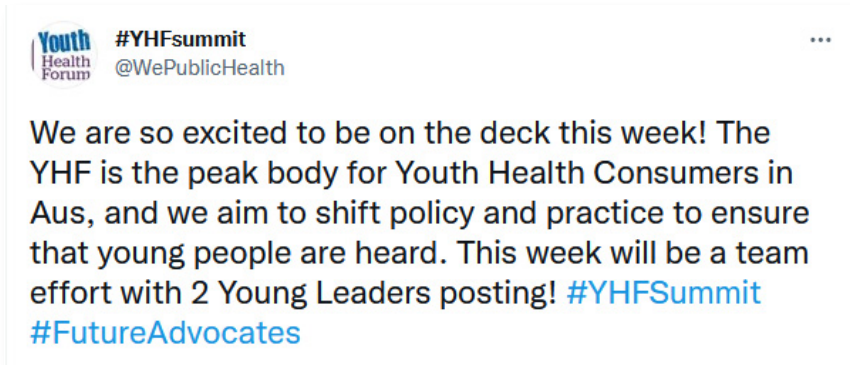 Youth
Health
Forum
#YHFsummit
@WePublicHealth
We are so excited to be on the deck this week! The
YHF is the peak body for Youth Health Consumers in
Aus, and we aim to shift policy and practice to ensure
that young people are heard. This week will be a team
effort with 2 Young Leaders posting! #YHFSummit
#FutureAdvocates